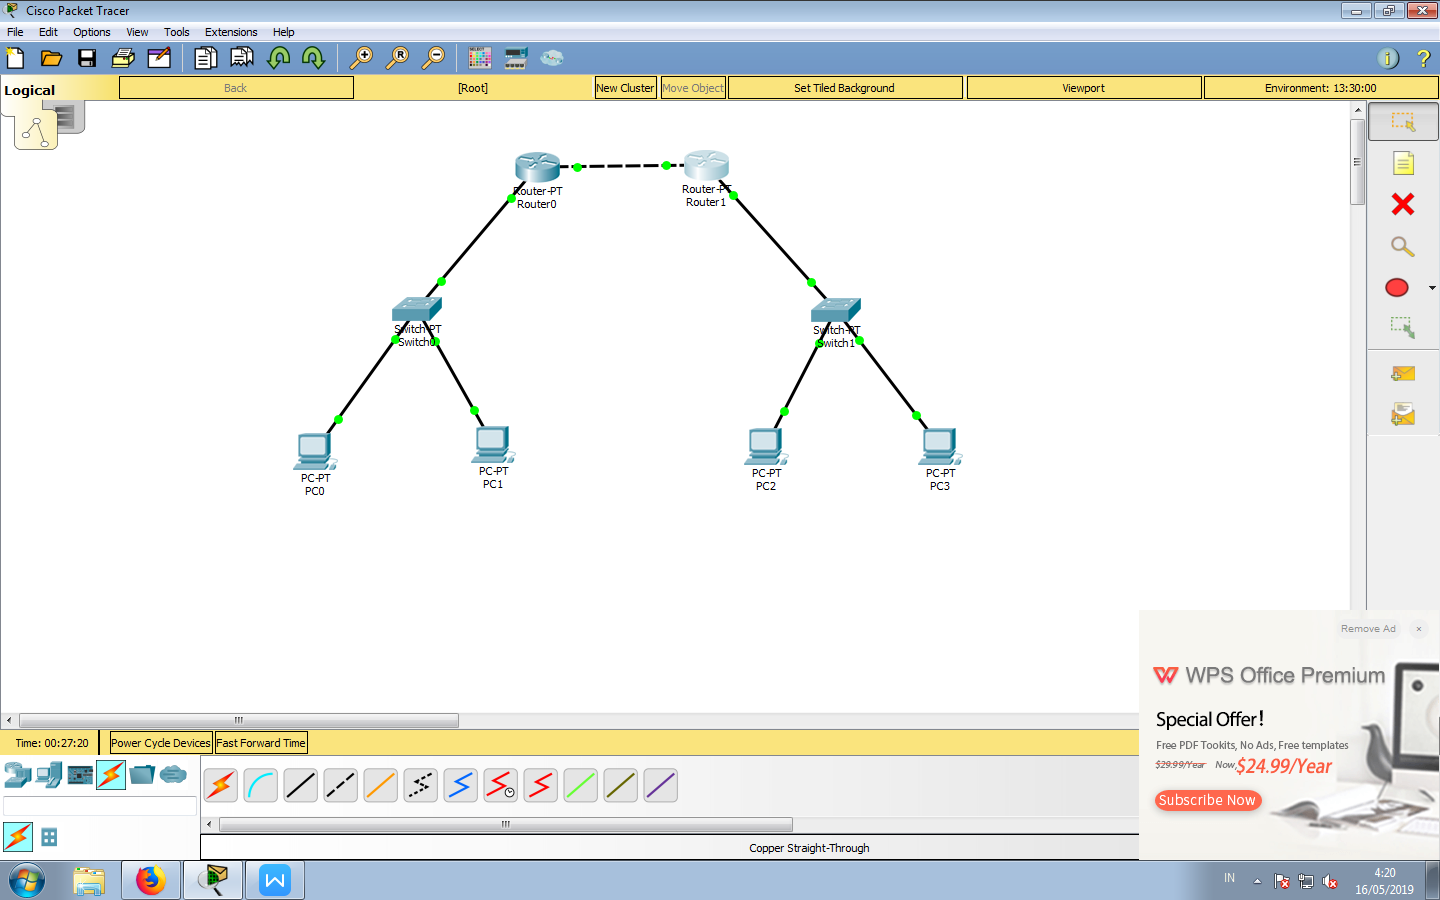 Cisco Packet Tracer
File Edit Options View Tools Extensions Help
SELECT
R
i ?
Logical
Back
[Root]
New Cluster
Move Object
Set Tiled Background
Viewport
Environment: 13:30:00
Router-PT
Router0
Router-PT
Router1
Switch-PT
Switch0
Switch-PT
Switch1
PC-PT
PC0
PC-PT
PC1
PC-PT
PC2
PC-PT
PC3
Remove Ad ×
WPS Office Premium
Special Offer!
Free PDF Tookits, No Ads, Free templates
$29.99/Year Now,$24.99/Year
Subscribe Now
Time: 00:27:20
Power Cycle Devices
Fast Forward Time
Copper Straight-Through
W
IN
4:20
16/05/2019